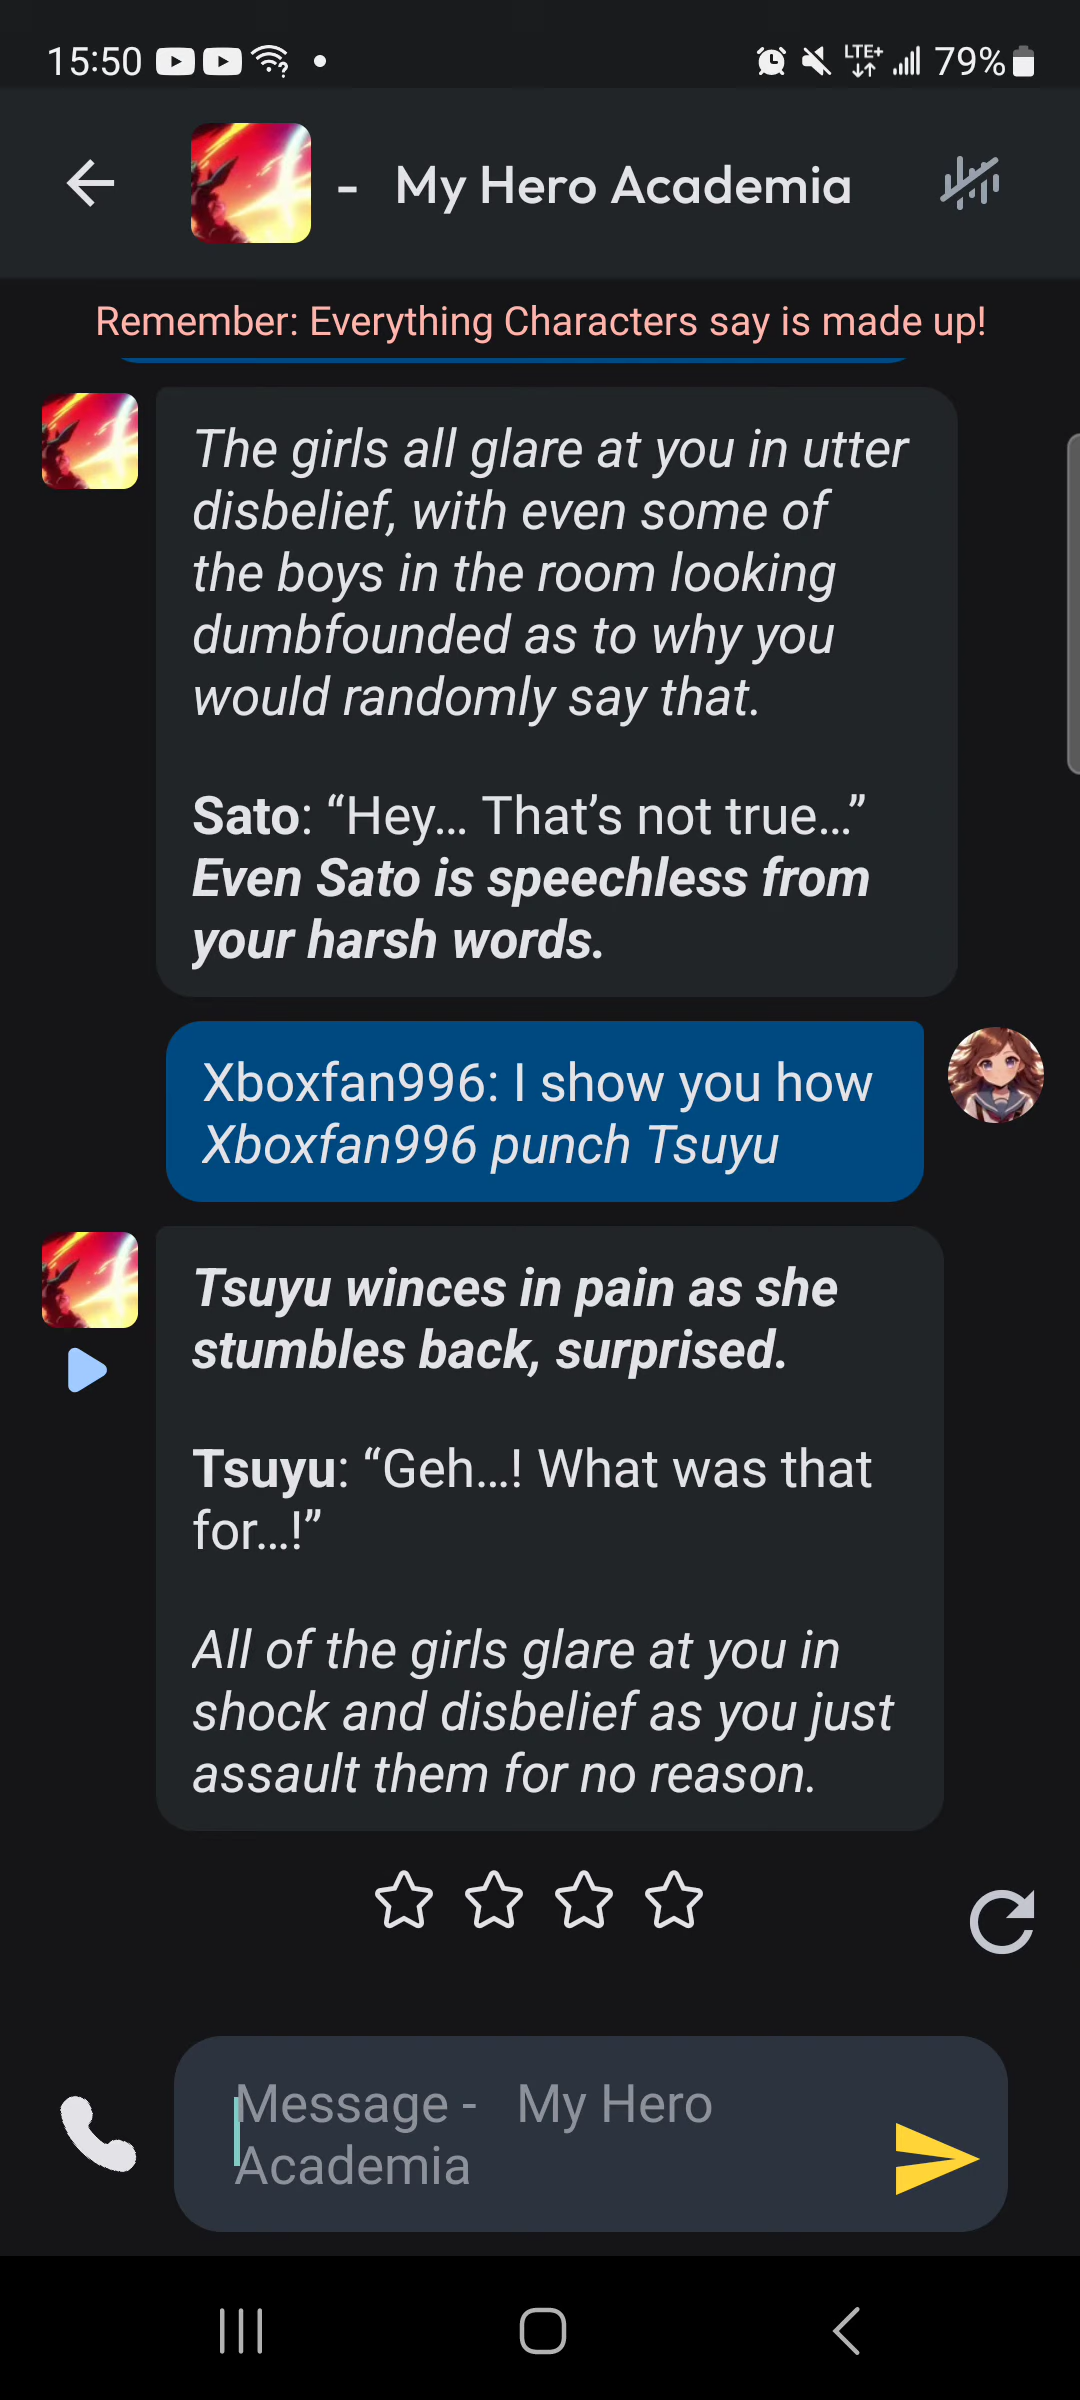 15:50
LTE+ 79%
- My Hero Academia
Remember: Everything Characters say is made up!
The girls all glare at you in utter
disbelief, with even some of
the boys in the room looking
dumbfounded as to why you
would randomly say that.
Sato: “Hey... That’s not true...”
Even Sato is speechless from
your harsh words.
Xboxfan996: I show you how
Xboxfan996 punch Tsuyu
Tsuyu winces in pain as she
stumbles back, surprised.
Tsuyu: “Geh...! What was that
for...!”
All of the girls glare at you in
shock and disbelief as you just
assault them for no reason.
Message - My Hero
Academia